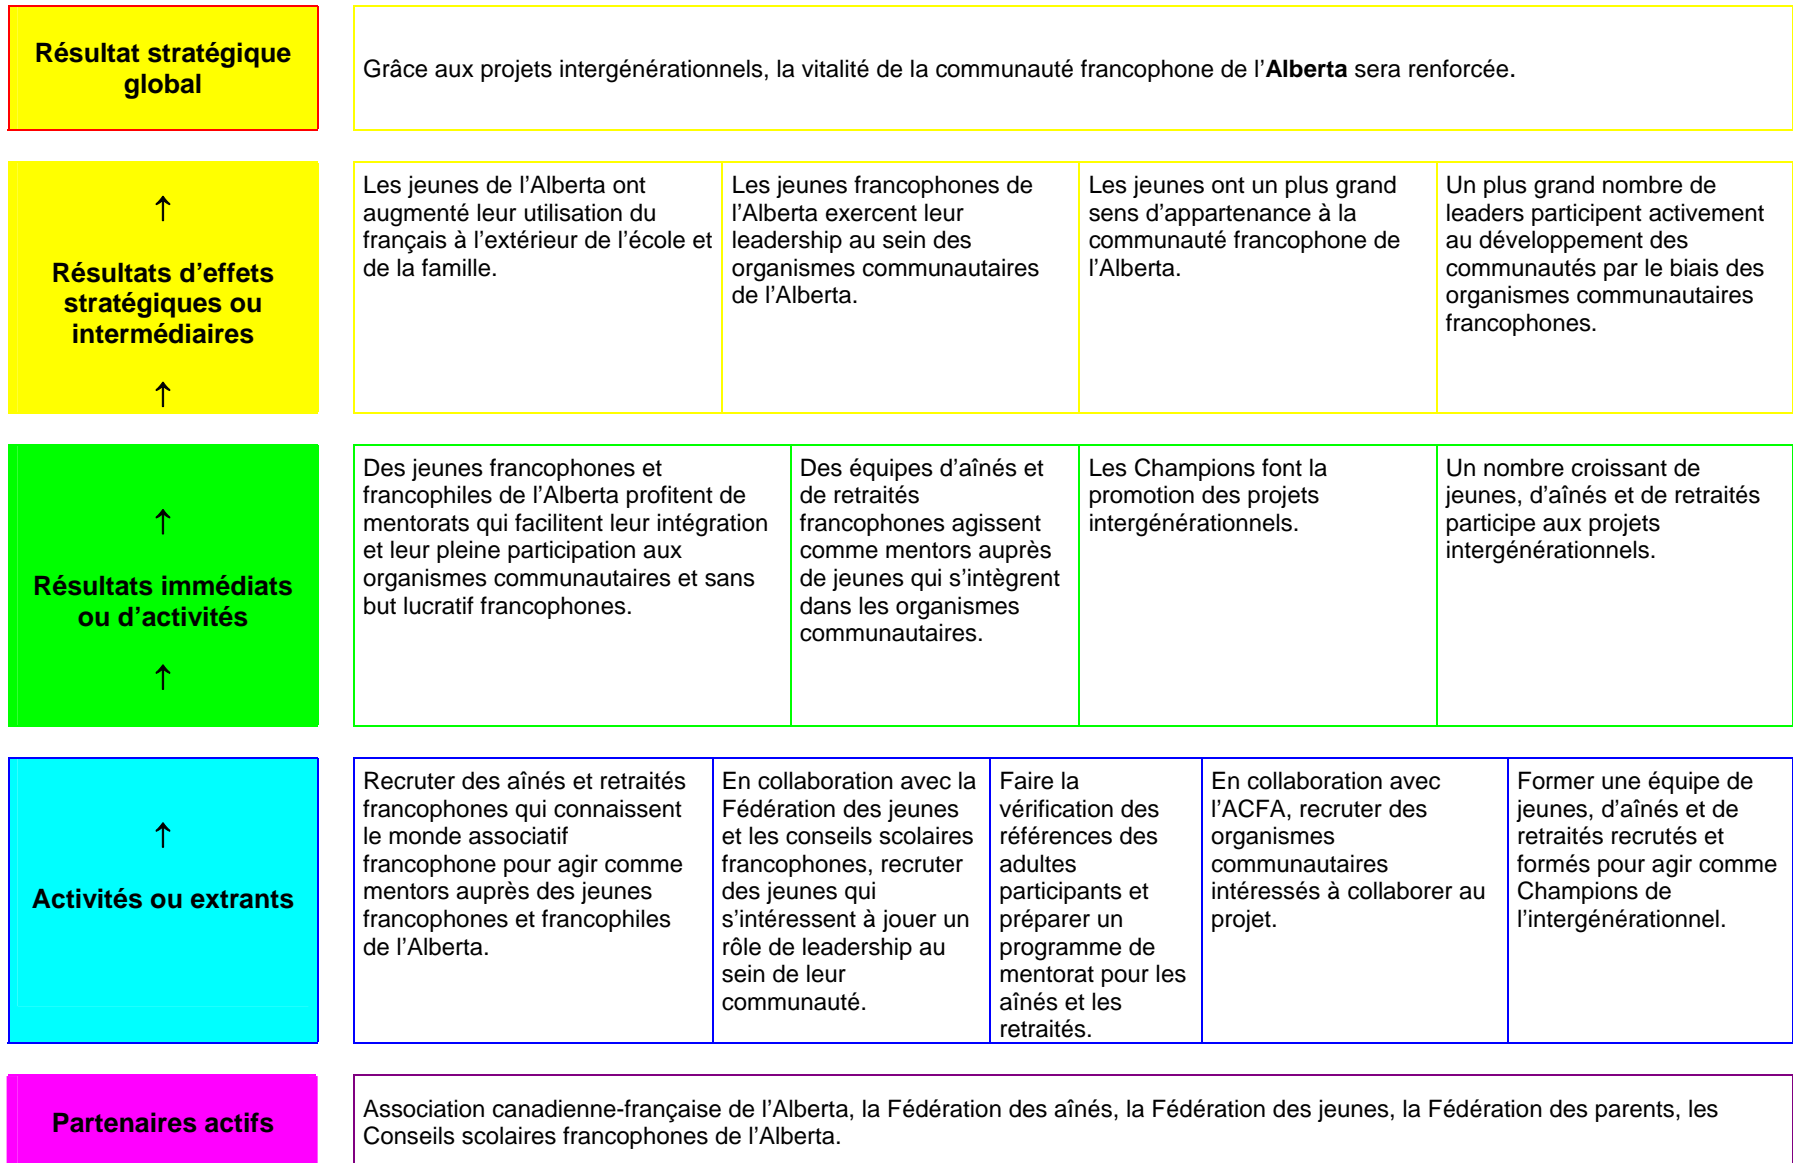 Résultat stratégique
global
Grâce aux projets intergénérationnels, la vitalité de la communauté francophone de l’Alberta sera renforcée.
↑
Résultats d’effets
stratégiques ou
intermédiaires
↑
Les jeunes de l’Alberta ont
augmenté leur utilisation du
français à l’extérieur de l’école et
de la famille.
Les jeunes francophones de
l’Alberta exercent leur
leadership au sein des
organismes communautaires
de l’Alberta.
Les jeunes ont un plus grand
sens d’appartenance à la
communauté francophone de
l’Alberta.
Un plus grand nombre de
leaders participent activement
au développement des
communautés par le biais des
organismes communautaires
francophones.
↑
Résultats immédiats
ou d’activités
↑
Des jeunes francophones et
francophiles de l’Alberta profitent de
mentorats qui facilitent leur intégration
et leur pleine participation aux
organismes communautaires et sans
but lucratif francophones.
Des équipes d’aînés et
de retraités
francophones agissent
comme mentors auprès
de jeunes qui s’intègrent
dans les organismes
communautaires.
Les Champions font la
promotion des projets
intergénérationnels.
Un nombre croissant de
jeunes, d’aînés et de retraités
participe aux projets
intergénérationnels.
↑
Activités ou extrants
Recruter des aînés et retraités
francophones qui connaissent
le monde associatif
francophone pour agir comme
mentors auprès des jeunes
francophones et francophiles
de l’Alberta.
En collaboration avec la
Fédération des jeunes
et les conseils scolaires
francophones, recruter
des jeunes qui
s’intéressent à jouer un
rôle de leadership au
sein de leur
communauté.
Faire la
vérification des
références des
adultes
participants et
préparer un
programme de
mentorat pour les
aînés et les
retraités.
En collaboration avec
l’ACFA, recruter des
organismes
communautaires
intéressés à collaborer au
projet.
Former une équipe de
jeunes, d’aînés et de
retraités recrutés et
formés pour agir comme
Champions de
l’intergénérationnel.
Partenaires actifs
Association canadienne-française de l’Alberta, la Fédération des aînés, la Fédération des jeunes, la Fédération des parents, les
Conseils scolaires francophones de l’Alberta.